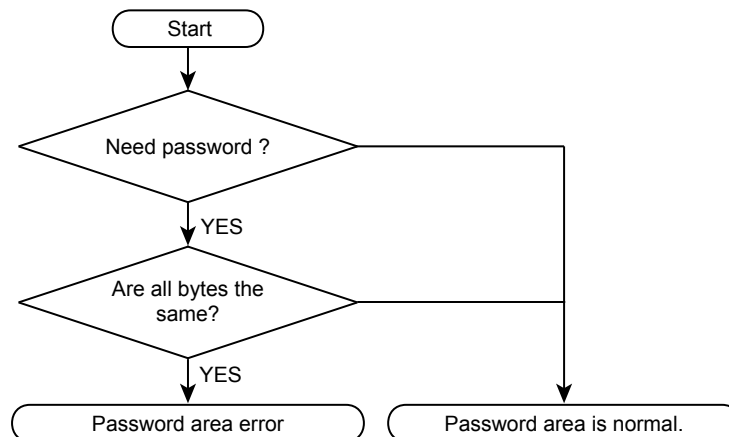 Start
Need password ?
YES
Are all bytes the
same?
YES
Password area error
Password area is normal.